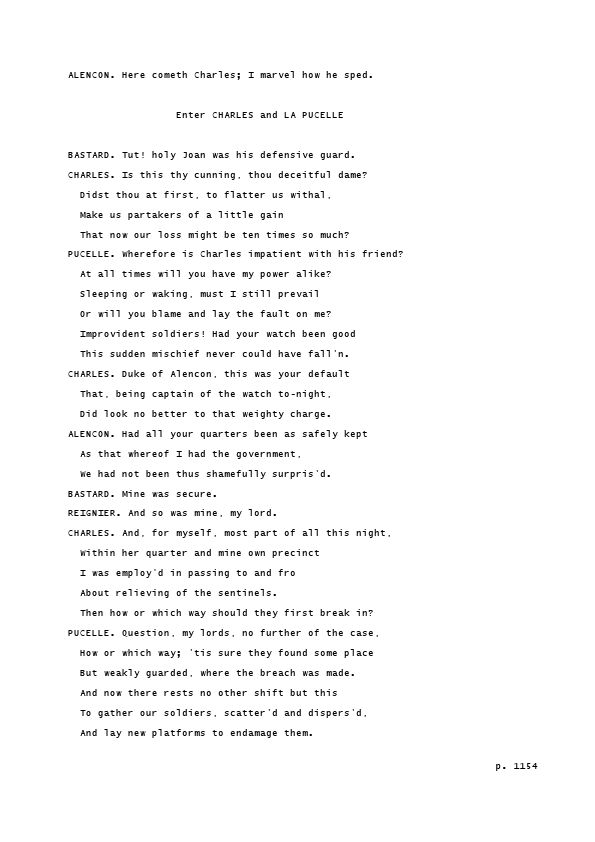 ALENCON. Here cometh Charles; I marvel how he sped.
Enter CHARLES and LA PUCELLE
BASTARD. Tut! holy Joan was his defensive guard.
CHARLES. Is this thy cunning, thou deceitful dame?
Didst thou at first, to flatter us withal,
Make us partakers of a little gain
That now our loss might be ten times so much?
PUCELLE. Wherefore is Charles impatient with his friend?
At all times will you have my power alike?
Sleeping or waking, must I still prevail
Or will you blame and lay the fault on me?
Improvident soldiers! Had your watch been good
This sudden mischief never could have fall'n.
CHARLES. Duke of Alencon, this was your default
That, being captain of the watch to-night,
Did look no better to that weighty charge.
ALENCON. Had all your quarters been as safely kept
As that whereof I had the government,
We had not been thus shamefully surpris'd.
BASTARD. Mine was secure.
REIGNIER. And so was mine, my lord.
CHARLES. And, for myself, most part of all this night,
Within her quarter and mine own precinct
I was employ'd in passing to and fro
About relieving of the sentinels.
Then how or which way should they first break in?
PUCELLE. Question, my lords, no further of the case,
How or which way; 'tis sure they found some place
But weakly guarded, where the breach was made.
And now there rests no other shift but this
To gather our soldiers, scatter'd and dispers'd,
And lay new platforms to endamage them.
p. 1154